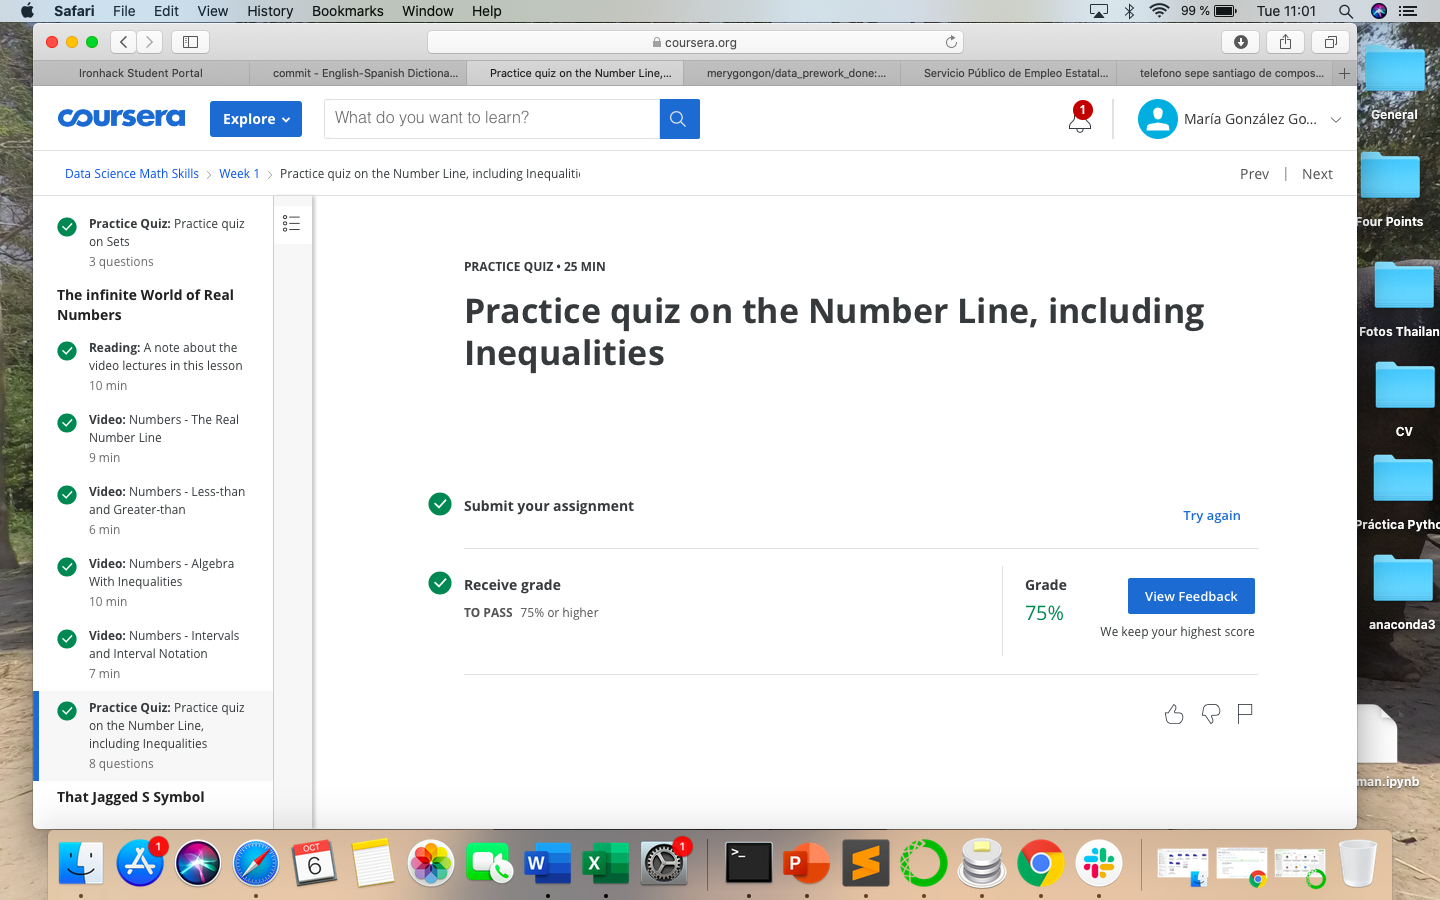 Safari File Edit View History Bookmarks Window Help 99 % Tue 11:01
coursera.org
Ironhack Student Portal
commit - English-Spanish Dictiona...
Practice quiz on the Number Line,...
merygongon/data_prework_done:...
Servicio Público de Empleo Estatal...
telefono sepe santiago de compos...
coursera
Explore
What do you want to learn?
1
María González Go...
Data Science Math Skills > Week 1 > Practice quiz on the Number Line, including Inequaliti
Prev | Next
Practice Quiz: Practice quiz
on Sets
3 questions
The infinite World of Real
Numbers
Reading: A note about the
video lectures in this lesson
10 min
Video: Numbers - The Real
Number Line
9 min
Video: Numbers - Less-than
and Greater-than
6 min
Video: Numbers - Algebra
With Inequalities
10 min
Video: Numbers - Intervals
and Interval Notation
7 min
Practice Quiz: Practice quiz
on the Number Line,
including Inequalities
8 questions
That Jagged S Symbol
PRACTICE QUIZ • 25 MIN
Practice quiz on the Number Line, including
Inequalities
Submit your assignment
Try again
Receive grade
TO PASS 75% or higher
Grade
75%
View Feedback
We keep your highest score
General
Four Points
Fotos Thailan
CV
Práctica Pytho
anaconda3
man.ipynb
1
OCT
6
W
X
1
>_
P